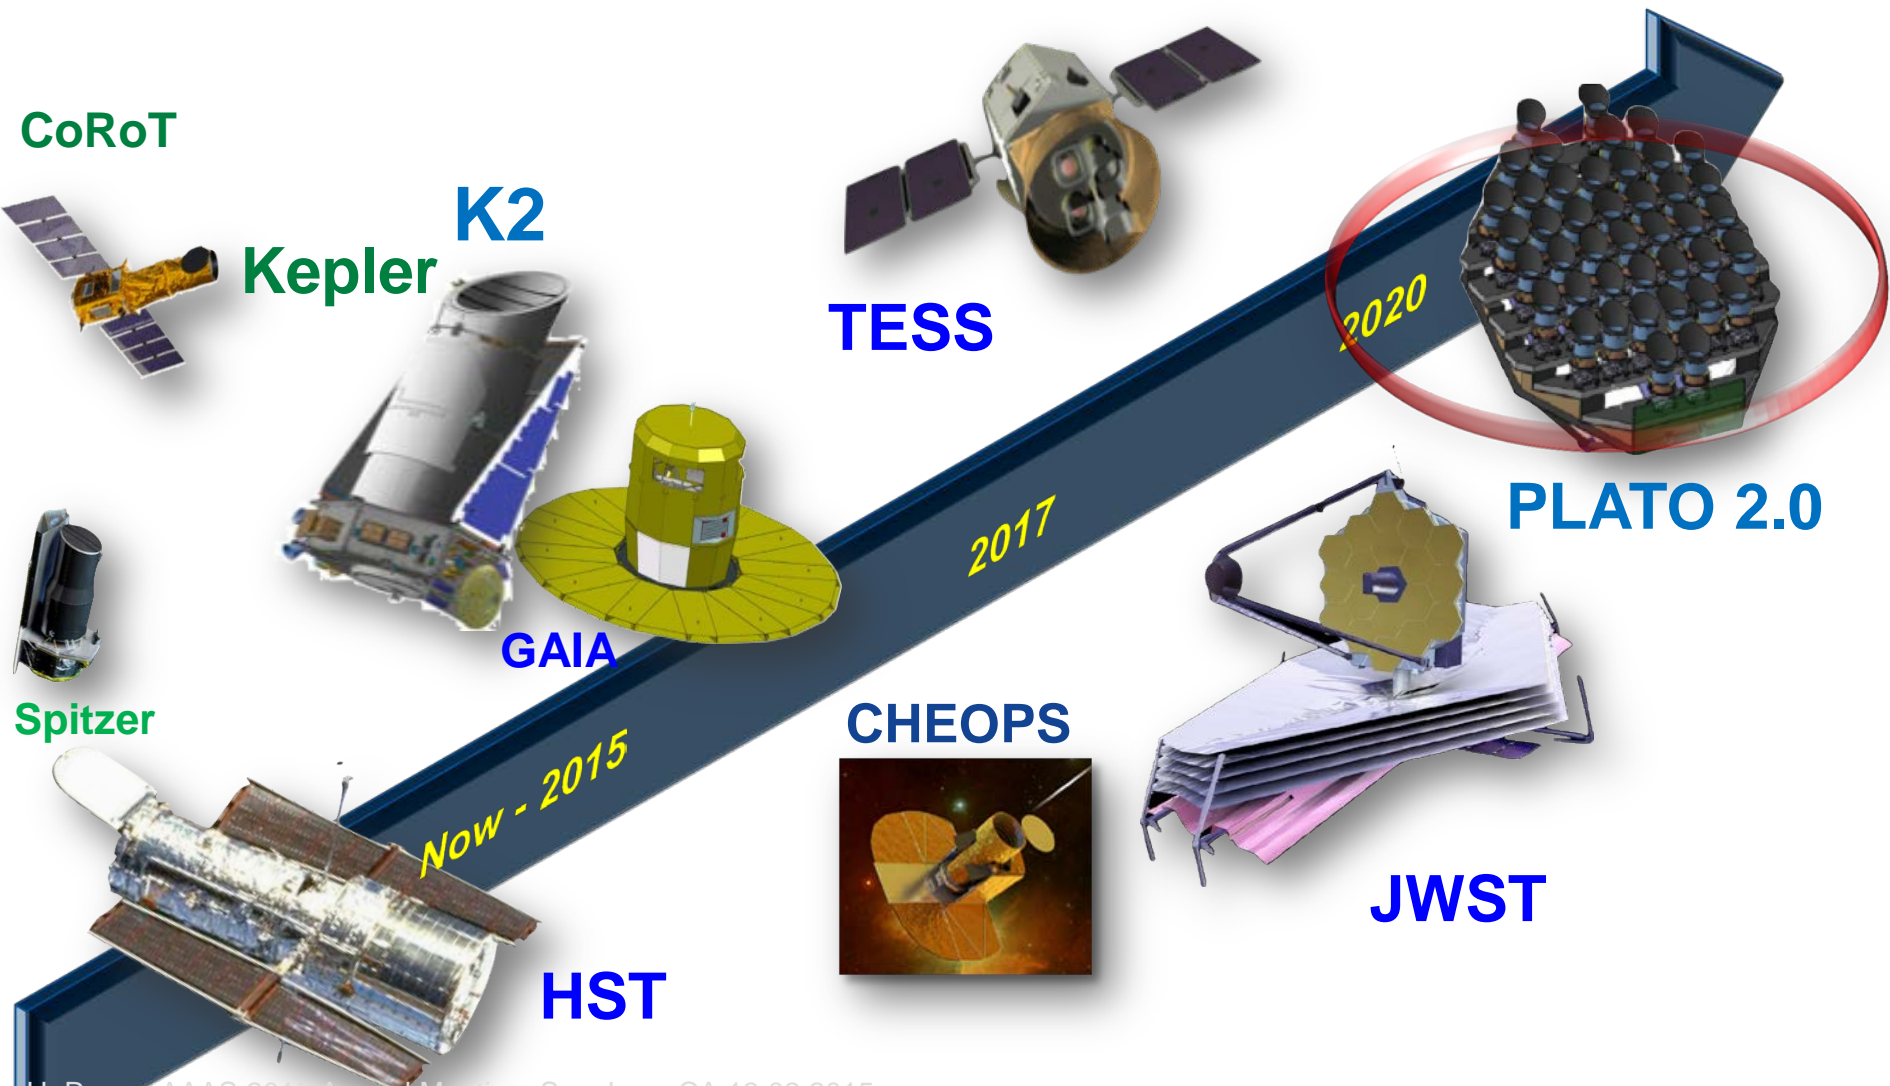 CoRoT
K2
Kepler
TESS
2020
PLATO 2.0
2017
GAIA
Spitzer
CHEOPS
Now - 2015
JWST
HST